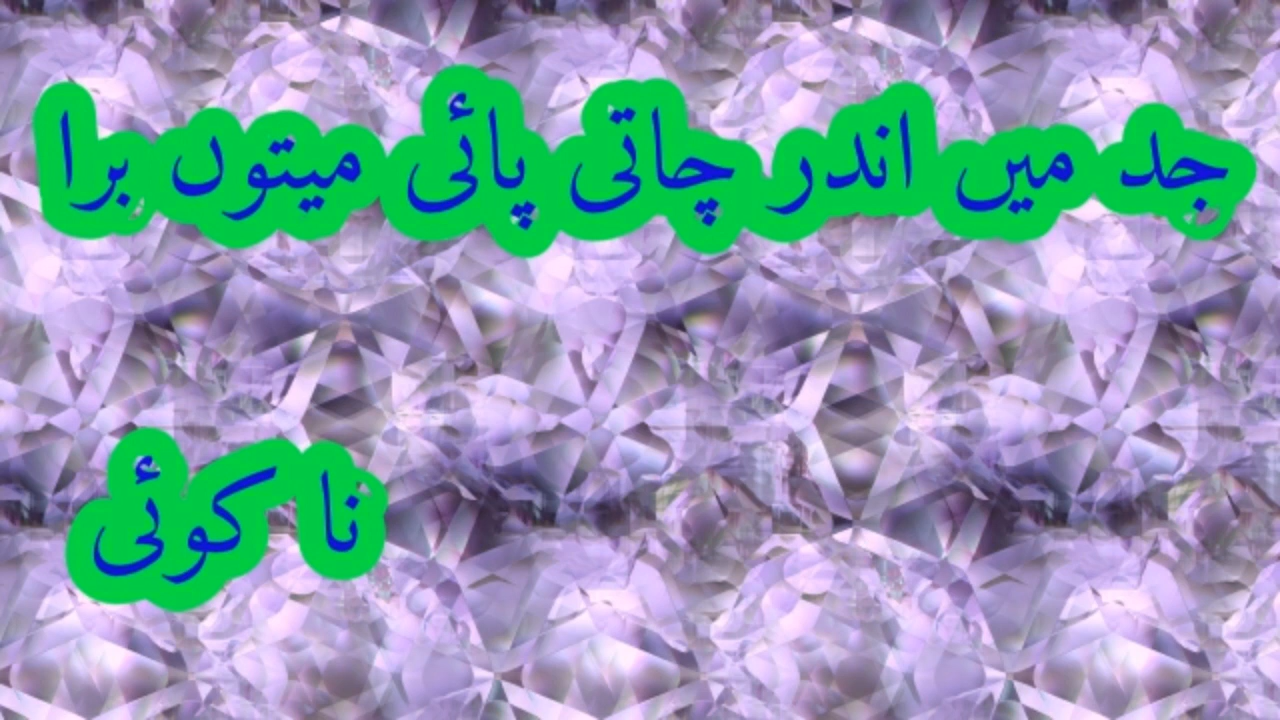 جد میں اندر چاتی پائی میتوں برا
نا کوئی